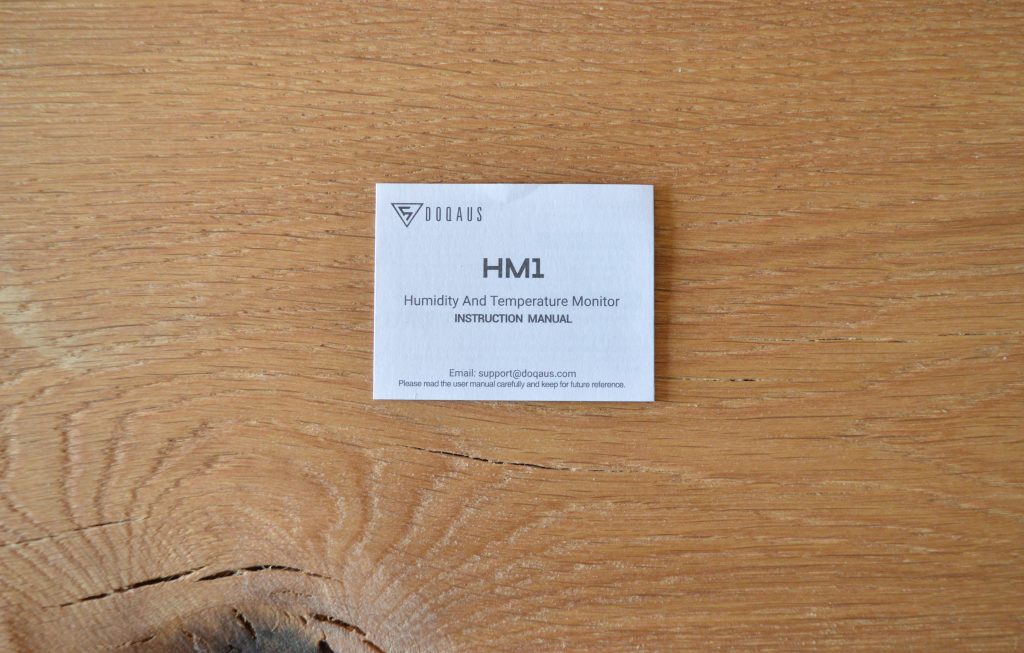 DOQAUS
HM1
Humidity And Temperature Monitor
INSTRUCTION MANUAL
Email: support@doqaus.com
Please read the user manual carefully and keep for future reference.